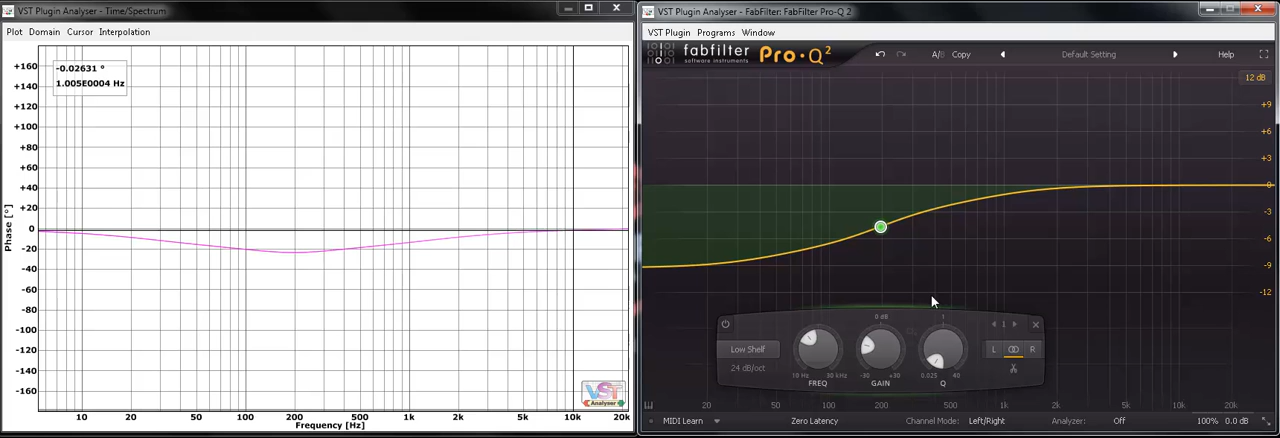 VST Plugin Analyser - Time/Spectrum
Plot Domain Cursor Interpolation
+160
+140
+120
+100
+80
+60
+40
+20
0
-20
-40
-60
-80
-100
-120
-140
-160
Phase [°]
-0.02631 °
1.005E0004 Hz
VST
Analyser
10 50 100 200 500 1k 2k 5k 10k 20k
Frequency [Hz]
VST Plugin Analyser - FabFilter: FabFilter Pro-Q 2
VST Plugin Programs Window
fabfilter
software instruments
Pro·Q²
A/B Copy Default Setting Help
12 dB
+9
+6
+3
0
-3
-6
-9
-12
0 dB 1
1
Low Shelf
24 dB/oct
10 Hz 30 kHz -30 +30 0.025 40
FREQ GAIN Q
L R
20 50 100 200 500 1k 2k 5k 10k 20k
MIDI Learn Zero Latency Channel Mode: Left/Right Analyzer: Off 100% 0.0 dB